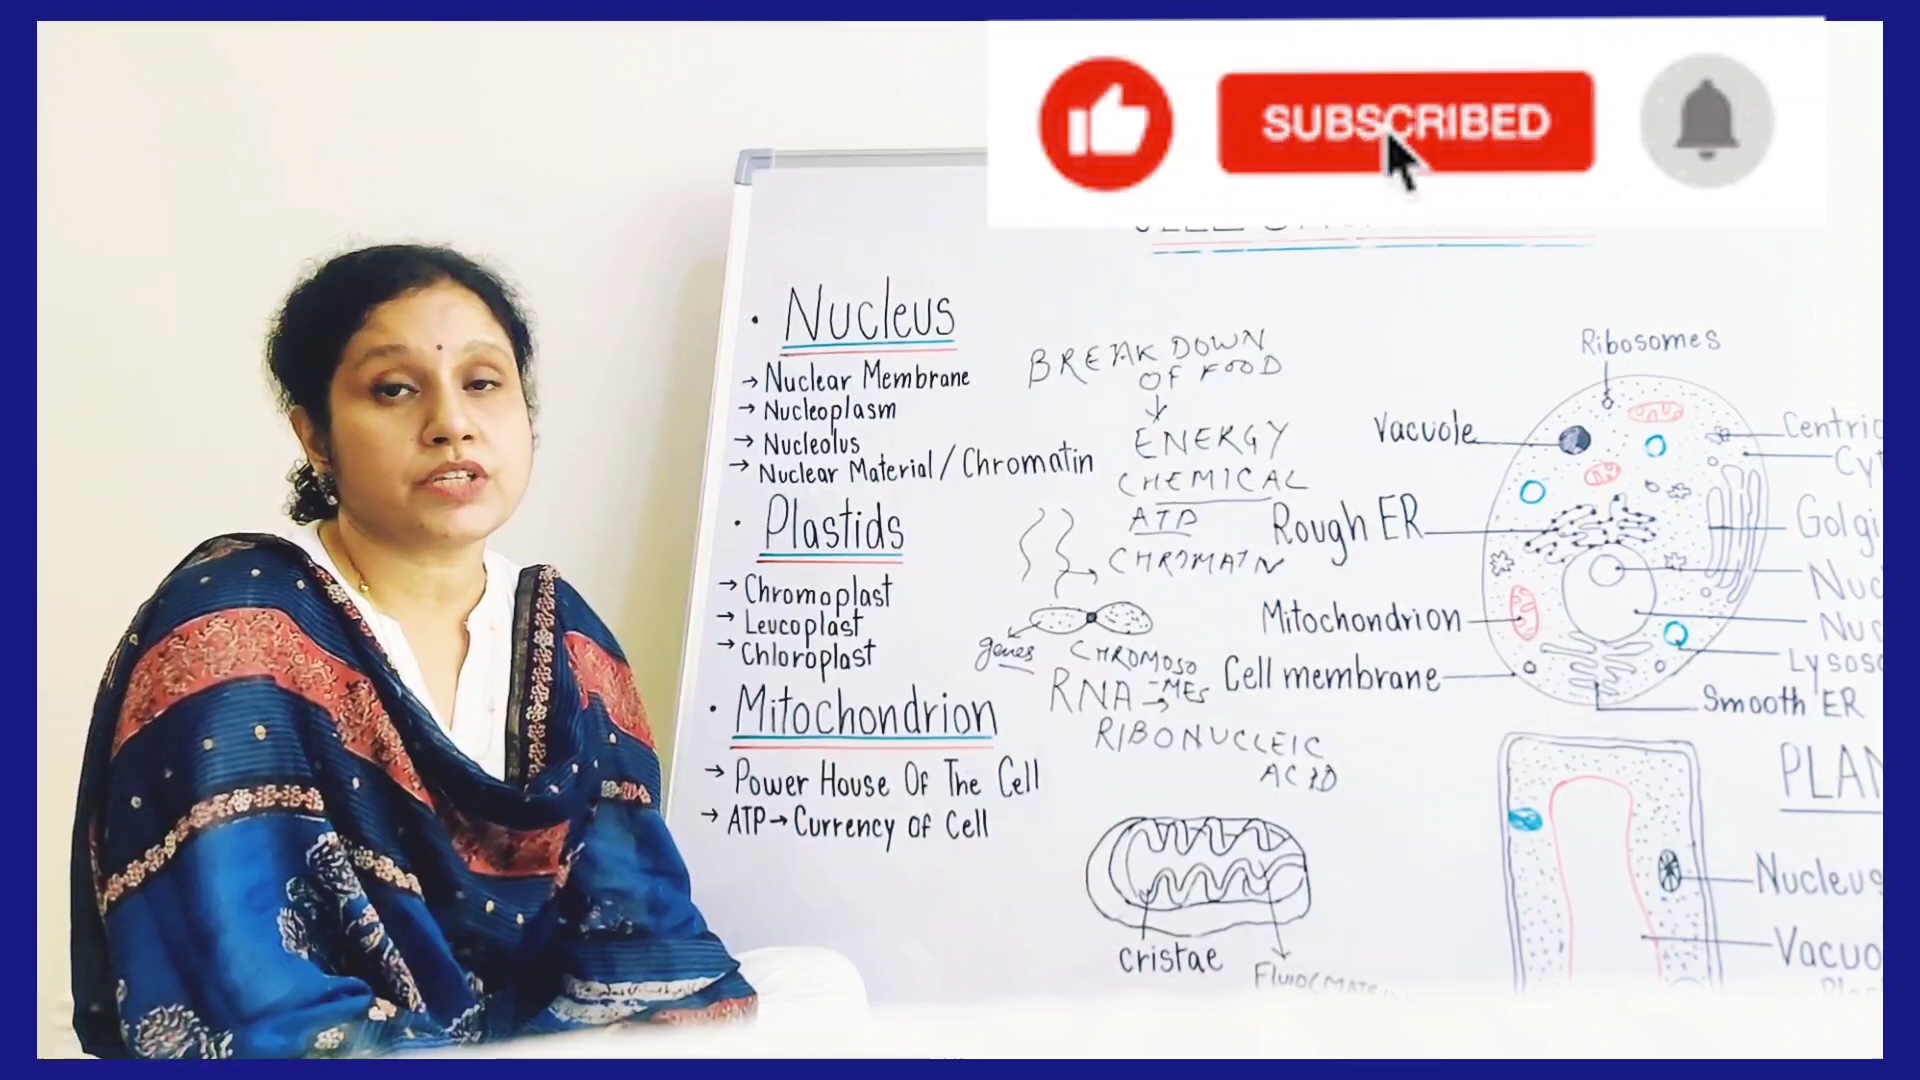 SUBSCRIBED
• Nucleus
→ Nuclear Membrane
→ Nucleoplasm
→ Nucleolus
→ Nuclear Material / Chromatin
• Plastids
→ Chromoplast
→ Leucoplast
→ Chloroplast
• Mitochondrion
→ Power House Of The Cell
→ ATP → Currency of Cell
BREAK DOWN
OF FOOD
ENERGY
CHEMICAL
ATP
CHROMATIN
genes
CHROMOSO
-MES
RNA →
RIBONUCLEIC
ACID
cristae
Ribosomes
Vacuole
Rough ER
Mitochondrion
Cell membrane
Smooth ER
Nucleus